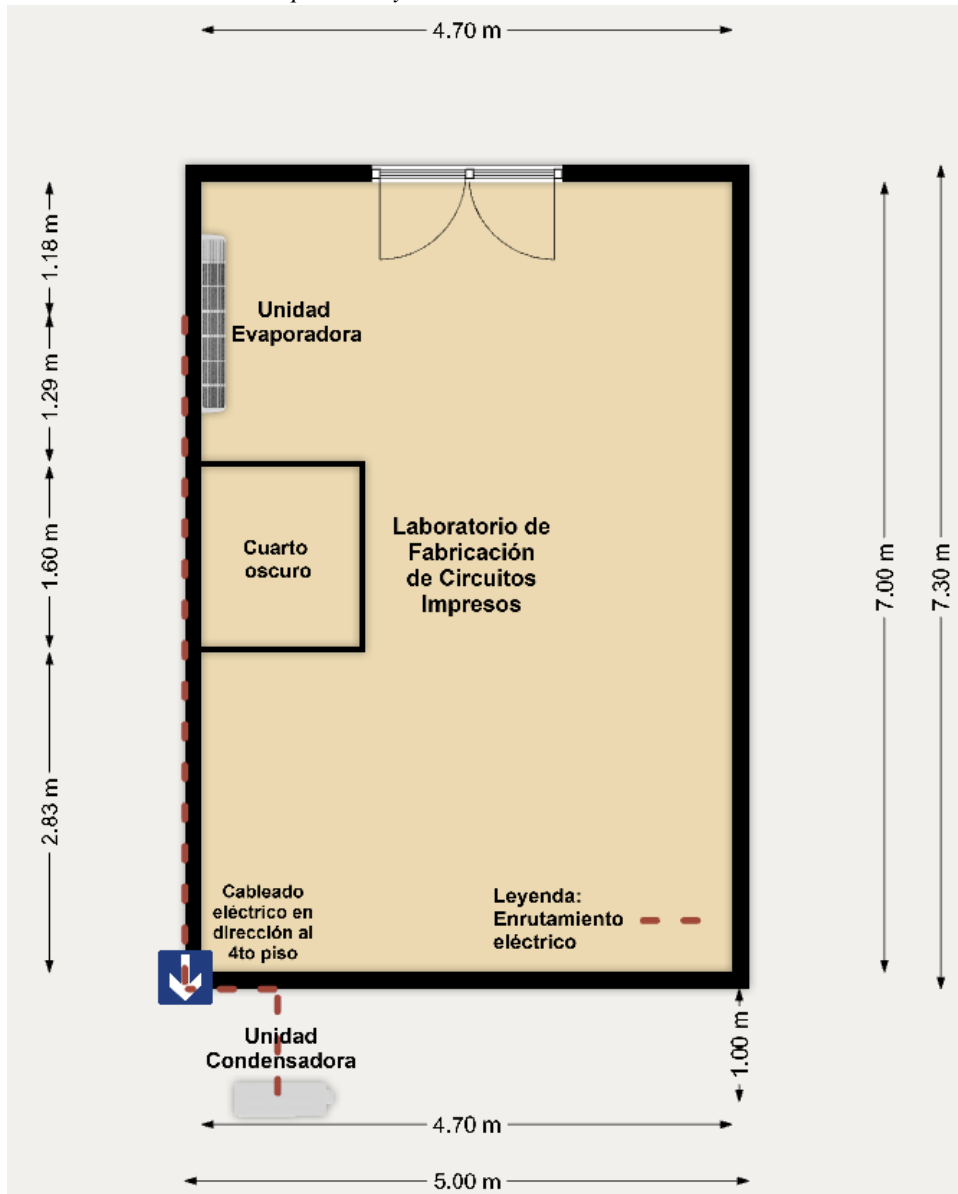 4.70 m
1.18 m
1.29 m
1.60 m
2.83 m
Unidad
Evaporadora
Cuarto
oscuro
Laboratorio de
Fabricación
de Circuitos
Impresos
7.00 m
7.30 m
Cableado
eléctrico en
dirección al
4to piso
Leyenda:
Enrutamiento
eléctrico
Unidad
Condensadora
1.00 m
4.70 m
5.00 m